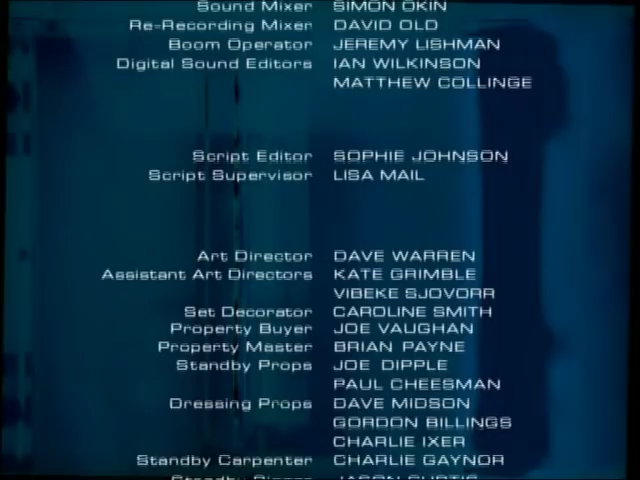 Sound Mixer SIMON OKIN
Re-Recording Mixer DAVID OLD
Boom Operator JEREMY LISHMAN
Digital Sound Editors IAN WILKINSON
MATTHEW COLLINGE
Script Editor SOPHIE JOHNSON
Script Supervisor LISA MAIL
Art Director DAVE WARREN
Assistant Art Directors KATE GRIMBLE
VIBEKE SJOVORR
Set Decorator CAROLINE SMITH
Property Buyer JOE VAUGHAN
Property Master BRIAN PAYNE
Standby Props JOE DIPPLE
PAUL CHEESMAN
Dressing Props DAVE MIDSON
GORDON BILLINGS
CHARLIE IXER
Standby Carpenter CHARLIE GAYNOR
Standby JASON CURTIS